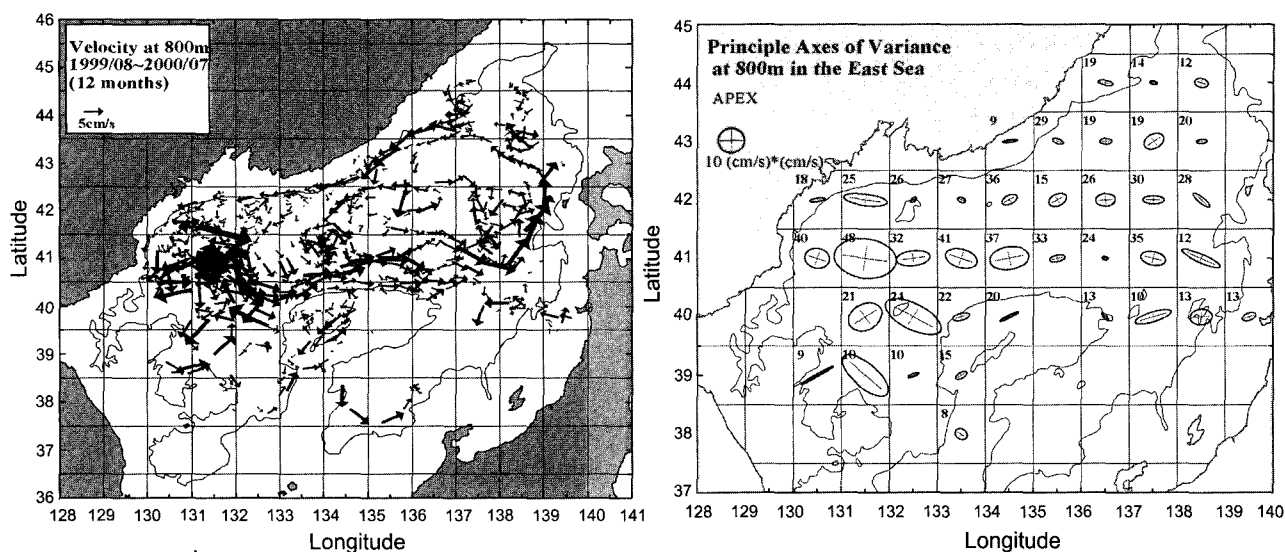 46
45
44
43
42
41
40
39
38
37
36
Latitude
Velocity at 800m
1999/08~2000/07
(12 months)
5cm/s
128 129 130 131 132 133 134 135 136 137 138 139 140 141
Longitude
45
44
43
42
41
40
39
38
37
Latitude
Principle Axes of Variance
at 800m in the East Sea
APEX
10 (cm/s)*(cm/s)
19 14 12
9 29 19 19 20
18 25 26 27 36 15 26 30 28
40 48 32 41 37 33 24 35 12
21 24 22 20 13 10 13 13
9 10 10 15
8
128 129 130 131 132 133 134 135 136 137 138 139 140
Longitude